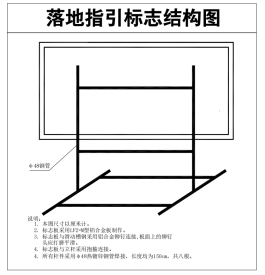 落地指引标志结构图
φ48钢管
说明：
1. 本图尺寸以厘米计。
2. 标志板采用LF2-M型铝合金板制作。
3. 标志板与滑动槽钢采用铝合金铆钉连接,板面上的铆钉
头应打磨平滑。
4. 标志板与立杆采用抱箍连接。
4. 所有杆件采用φ48热镀锌钢管焊接，长度均为150cm，共八根。